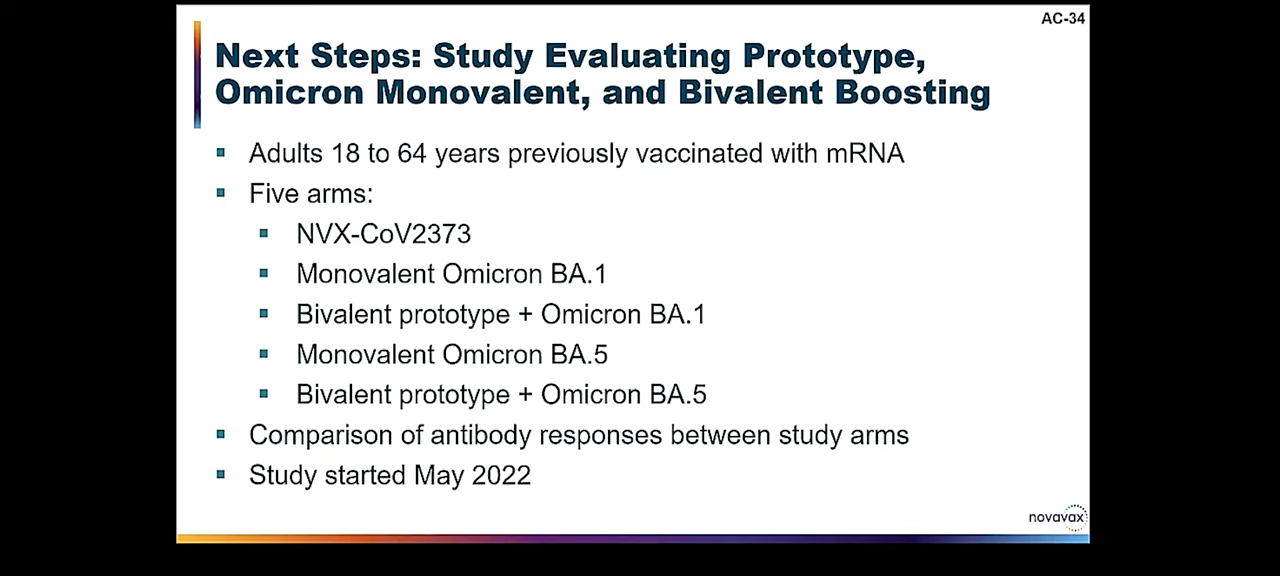 AC-34
Next Steps: Study Evaluating Prototype,
Omicron Monovalent, and Bivalent Boosting
Adults 18 to 64 years previously vaccinated with mRNA
Five arms:
NVX-CoV2373
Monovalent Omicron BA.1
Bivalent prototype + Omicron BA.1
Monovalent Omicron BA.5
Bivalent prototype + Omicron BA.5
Comparison of antibody responses between study arms
Study started May 2022
novavax